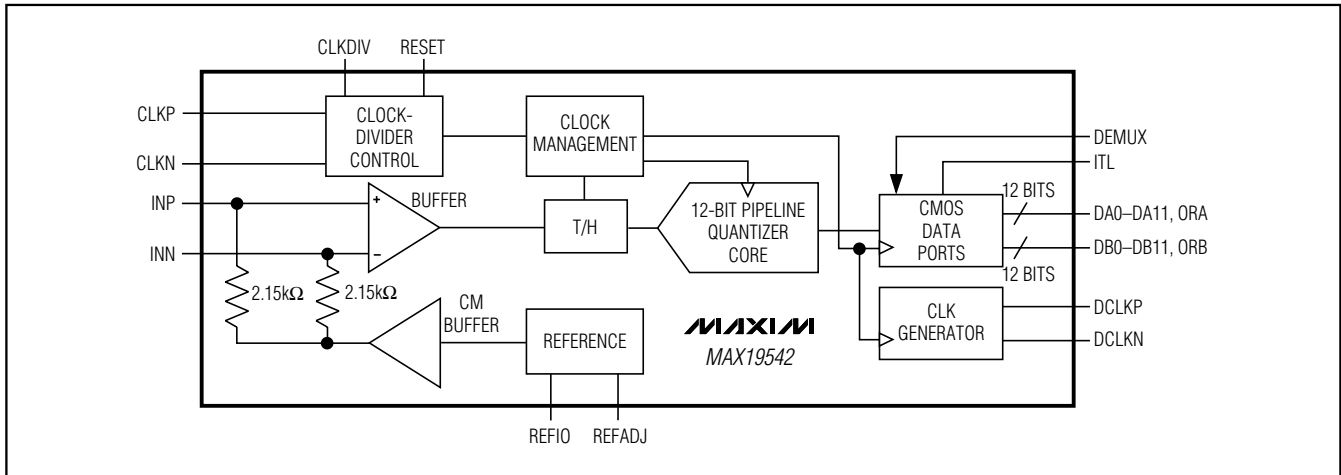 CLKDIV
RESET
CLKP
CLKN
CLOCK-
DIVIDER
CONTROL
CLOCK
MANAGEMENT
DEMUX
ITL
INP
INN
+
−
BUFFER
T/H
12-BIT PIPELINE
QUANTIZER
CORE
CMOS
DATA
PORTS
12 BITS
DA0–DA11, ORA
DB0–DB11, ORB
12 BITS
2.15kΩ
2.15kΩ
CM
BUFFER
REFERENCE
MAXIM
MAX19542
CLK
GENERATOR
DCLKP
DCLKN
REFIO
REFADJ